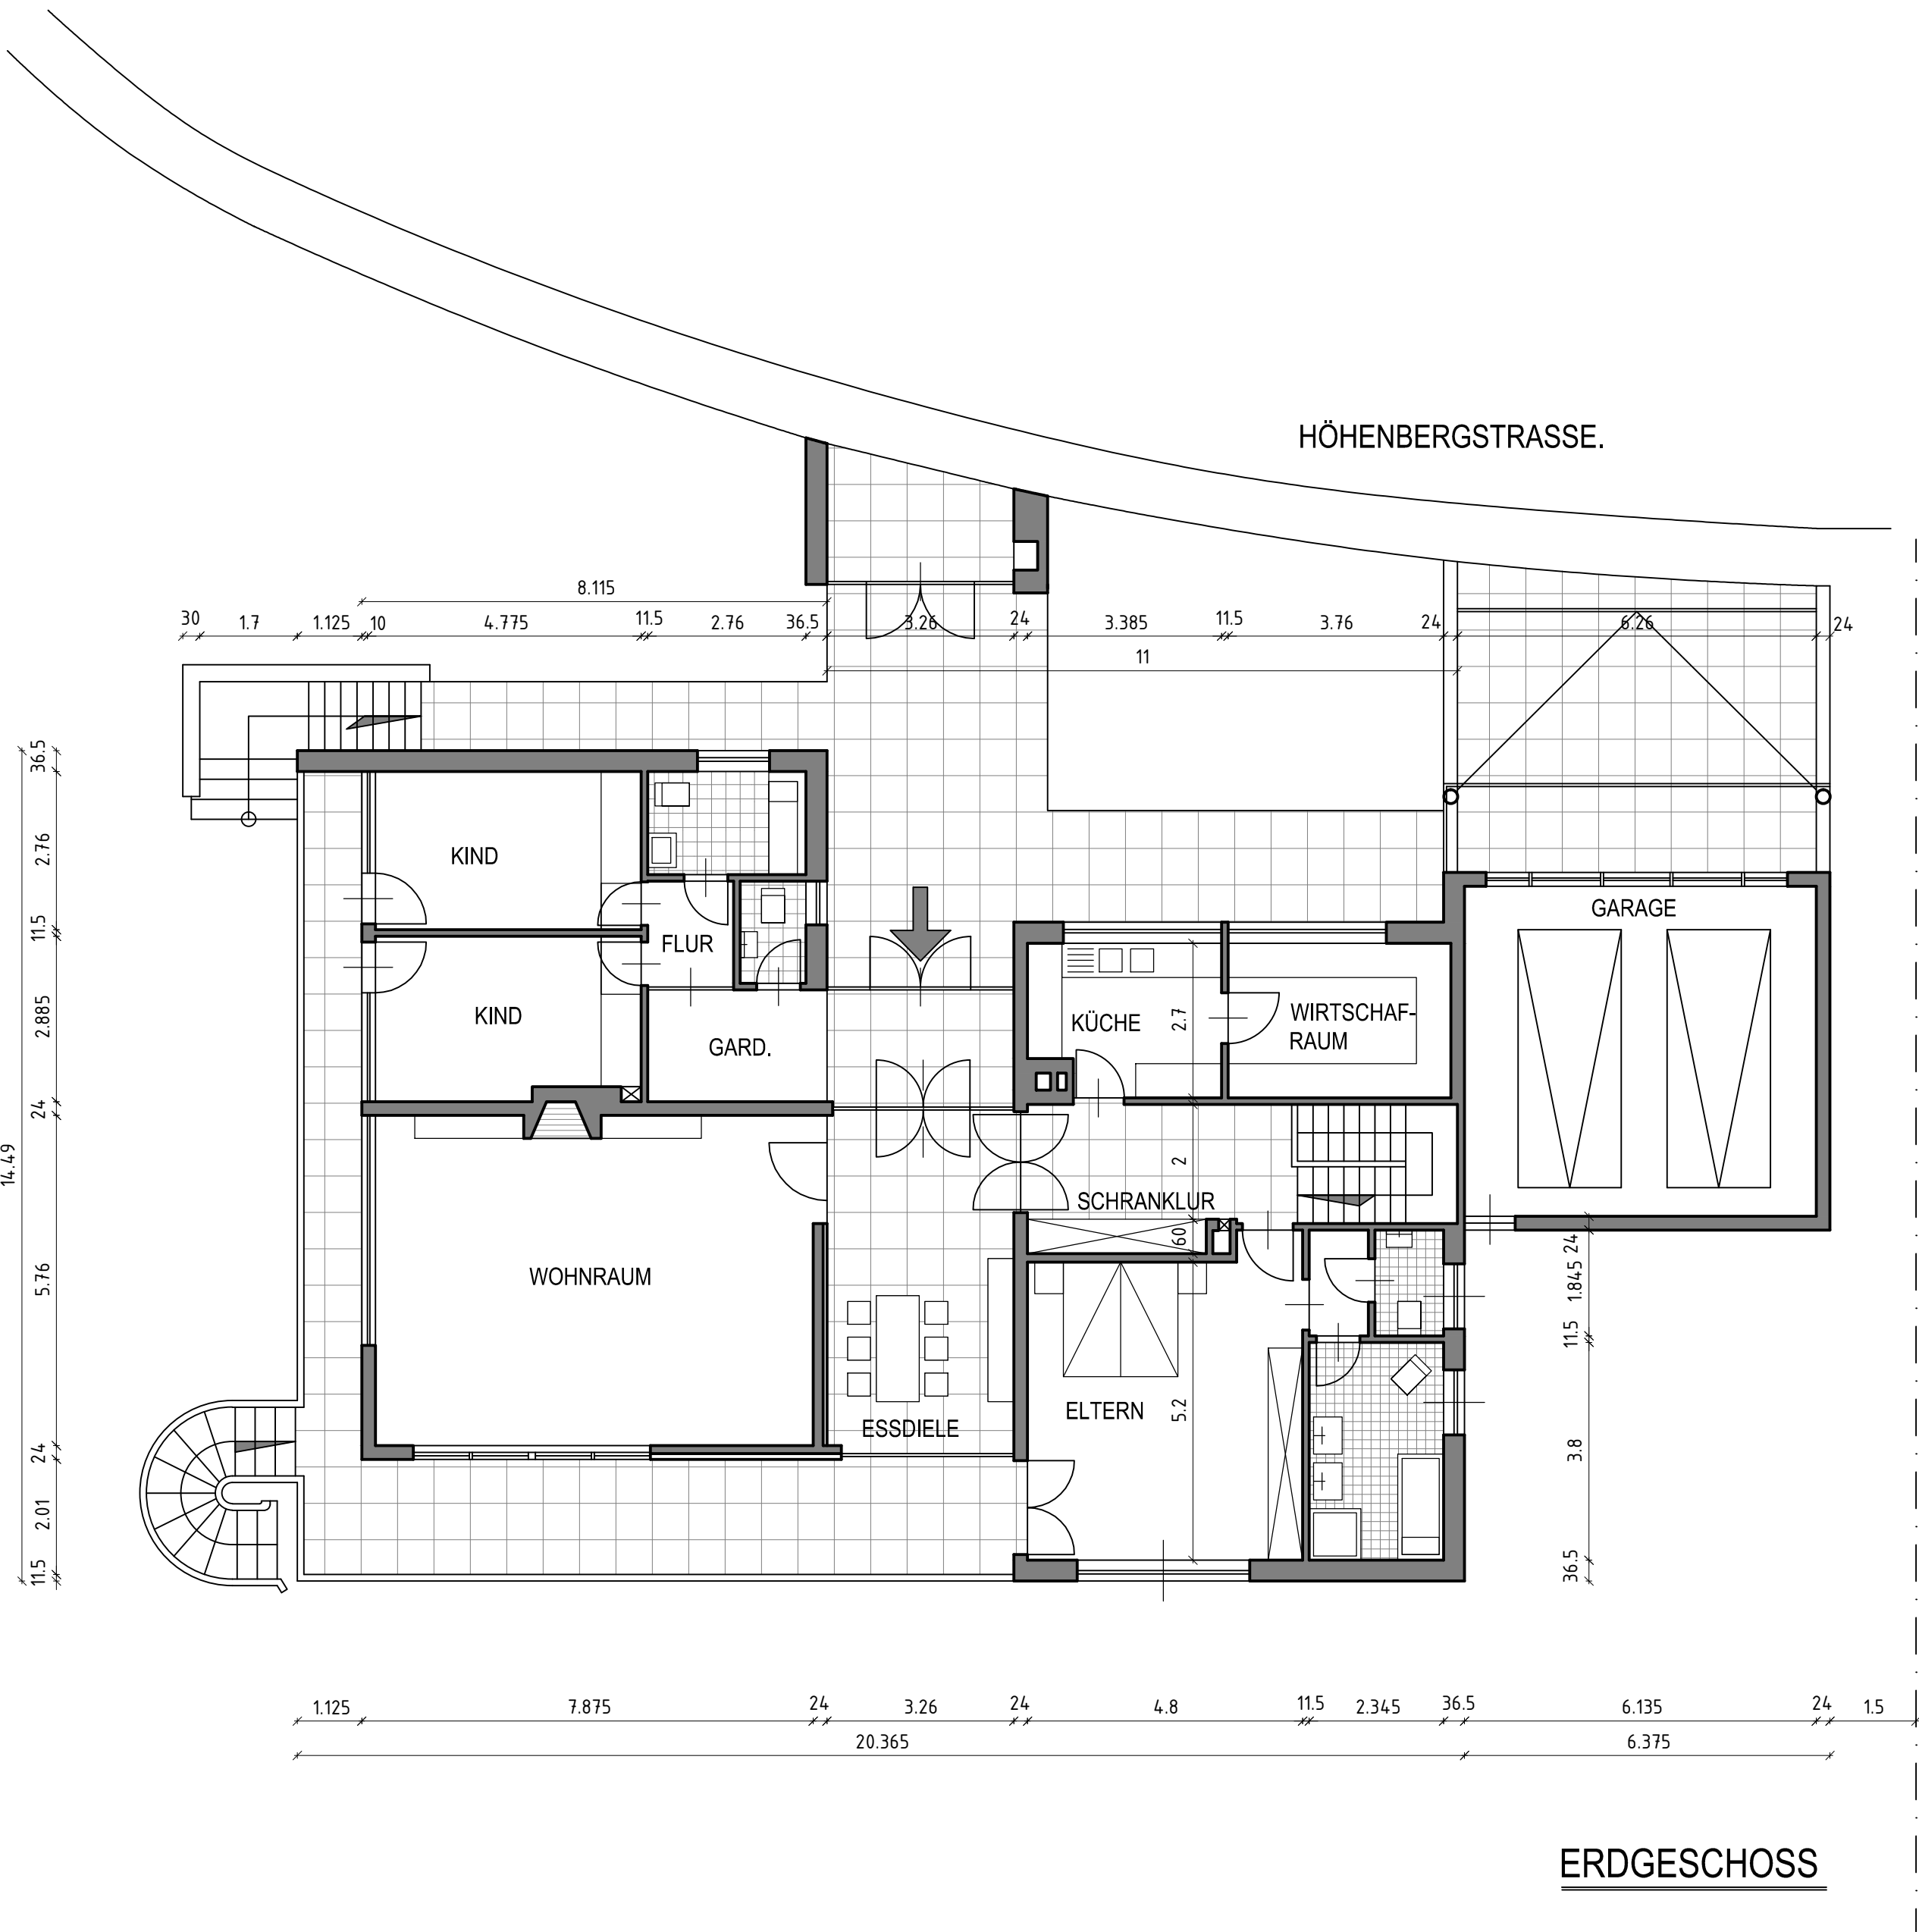 HÖHENBERGSTRASSE.
8.115
30 1.7 1.125 10 4.775 11.5 2.76 36.5 3.26 24 3.385 11.5 3.76 24 6.26 24
11
36.5
2.76
11.5
2.885
24
5.76
24
2.01
11.5
14.49
KIND
FLUR
KIND
GARD.
GARAGE
KÜCHE
2.7
WIRTSCHAF-
RAUM
2
SCHRANKLUR
60
WOHNRAUM
ESSDIELE
ELTERN
5.2
24
1.845
11.5
3.8
36.5
1.125 7.875 24 3.26 24 4.8 11.5 2.345 36.5 6.135 24 1.5
20.365 6.375
ERDGESCHOSS